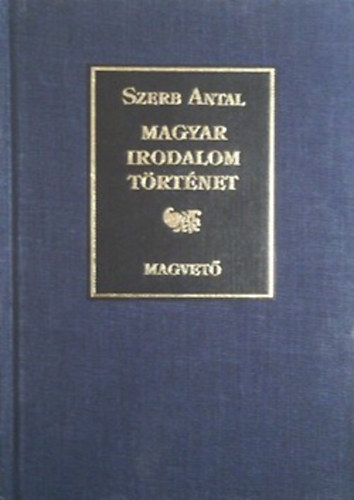 SZERB ANTAL
MAGYAR
IRODALOM
TÖRTÉNET
MAGVETŐ